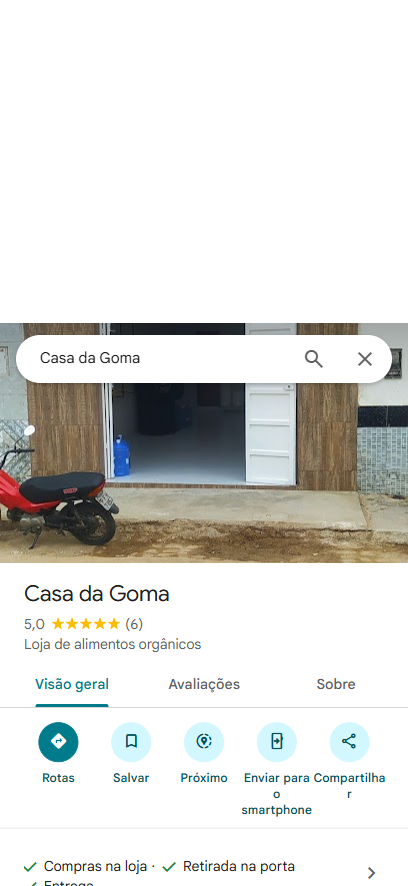 Casa da Goma
Casa da Goma
5,0 (6)
Loja de alimentos orgânicos
Visão geral Avaliações Sobre
Rotas Salvar Próximo Enviar para o smartphone Compartilhar
Compras na loja · Retirada na porta
Entrega